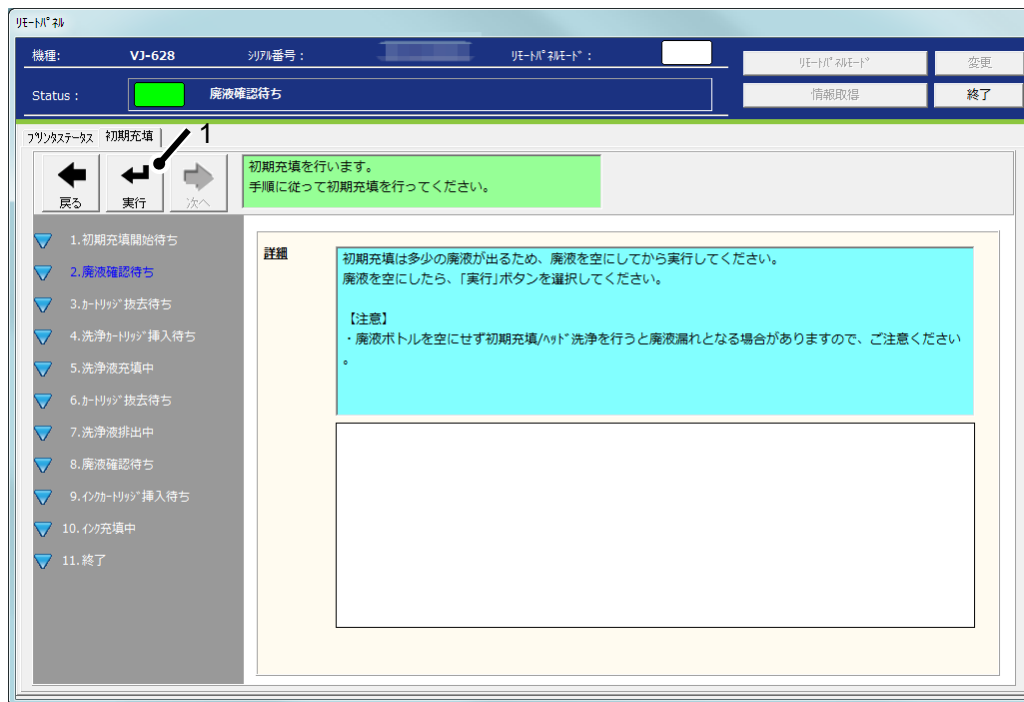 ﾘﾓｰﾄﾊﾟﾈﾙ
機種: VJ-628 ｼﾘｱﾙ番号： ﾘﾓｰﾄﾊﾟﾈﾙﾓｰﾄﾞ：
ﾘﾓｰﾄﾊﾟﾈﾙﾓｰﾄﾞ 変更
Status： 廃液確認待ち
情報取得 終了
ﾌﾟﾘﾝﾀｽﾃｰﾀｽ 初期充填 1
戻る 実行 次へ
初期充填を行います。
手順に従って初期充填を行ってください。
1.初期充填開始待ち
2.廃液確認待ち
3.ｶｰﾄﾘｯｼﾞ抜去待ち
4.洗浄ｶｰﾄﾘｯｼﾞ挿入待ち
5.洗浄液充填中
6.ｶｰﾄﾘｯｼﾞ抜去待ち
7.洗浄液排出中
8.廃液確認待ち
9.ｲﾝｸｶｰﾄﾘｯｼﾞ挿入待ち
10.ｲﾝｸ充填中
11.終了
詳細
初期充填は多少の廃液が出るため、廃液を空にしてから実行してください。
廃液を空にしたら、「実行」ボタンを選択してください。
【注意】
・廃液ボトルを空にせず初期充填/ﾍｯﾄﾞ洗浄を行うと廃液漏れとなる場合がありますので、ご注意ください
。